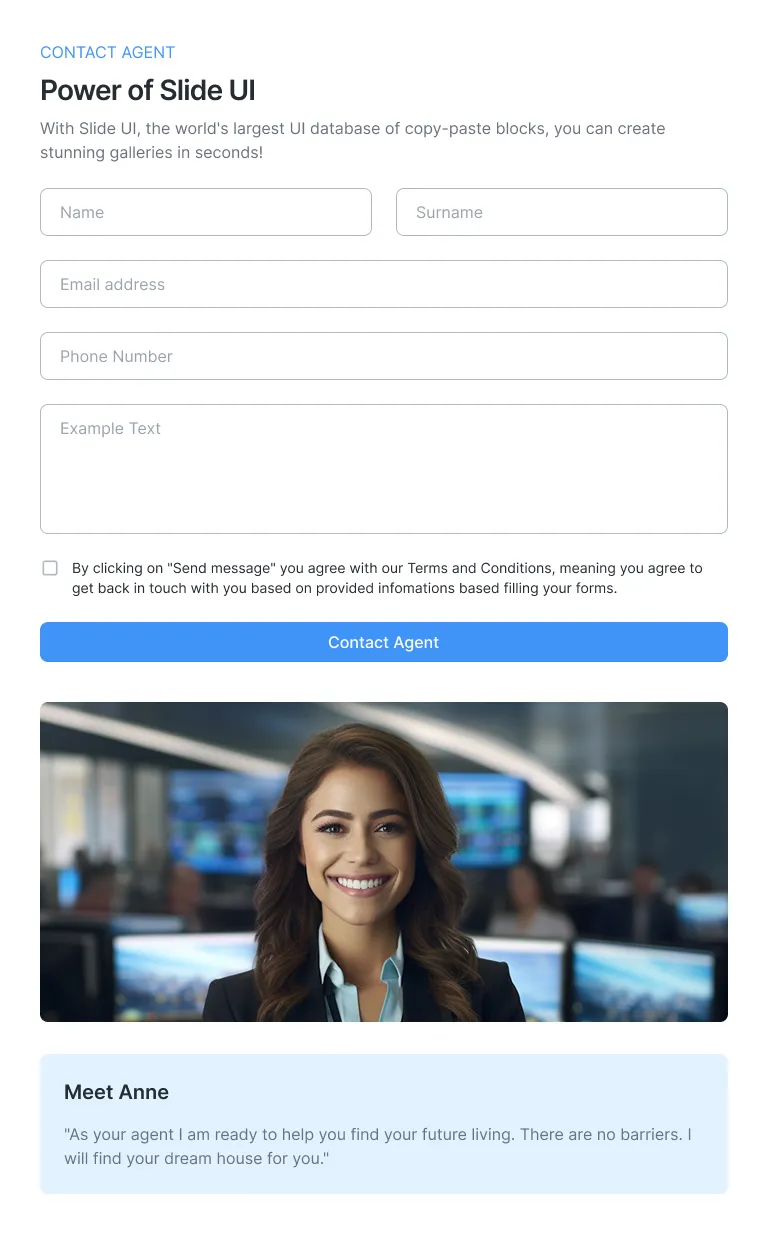 CONTACT AGENT
Power of Slide UI
With Slide UI, the world's largest UI database of copy-paste blocks, you can create
stunning galleries in seconds!
Name
Surname
Email address
Phone Number
Example Text
By clicking on "Send message" you agree with our Terms and Conditions, meaning you agree to
get back in touch with you based on provided infomations based filling your forms.
Contact Agent
Meet Anne
"As your agent I am ready to help you find your future living. There are no barriers. I
will find your dream house for you."